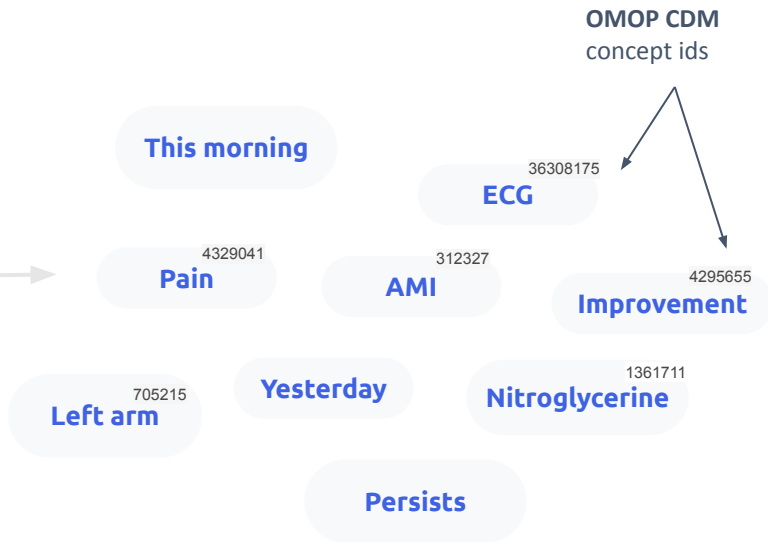 OMOP CDM
concept ids
This morning
36308175
ECG
4329041
Pain
312327
AMI
4295655
Improvement
705215
Left arm
Yesterday
1361711
Nitroglycerine
Persists